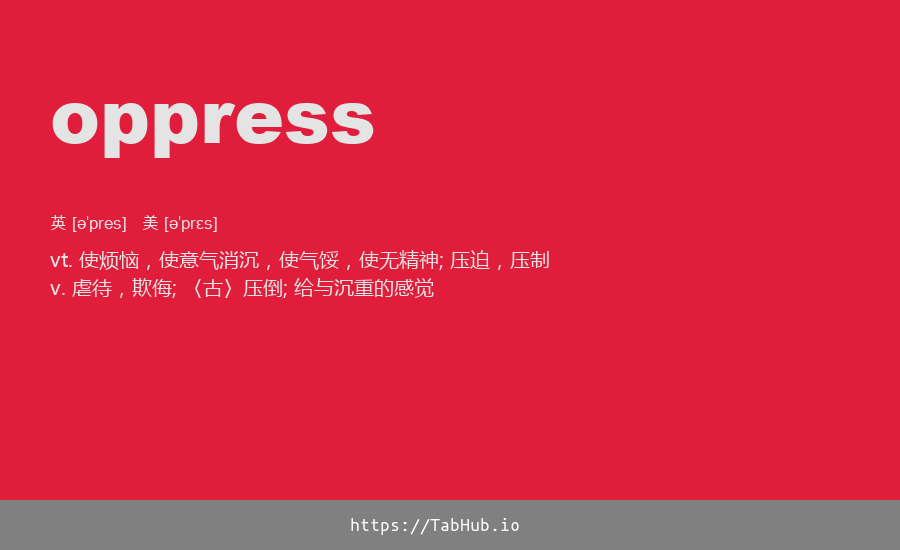 oppress
英 [ə'pres] 美 [ə'prɛs]
vt. 使烦恼，使意气消沉，使气馁，使无精神; 压迫，压制
v. 虐待，欺侮; 〈古〉压倒; 给与沉重的感觉
https://TabHub.io